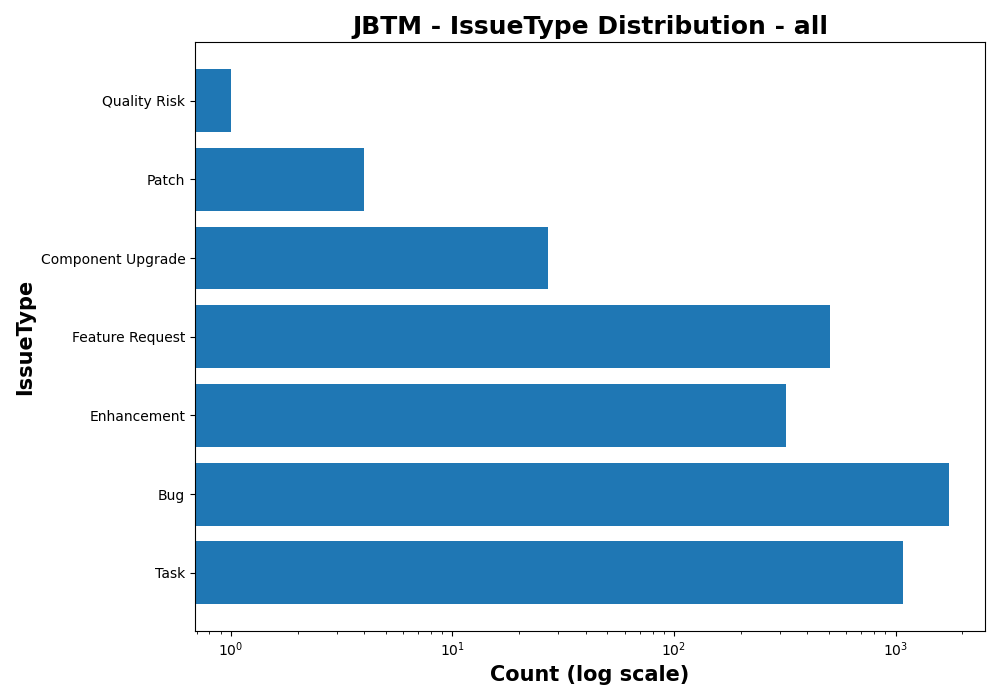 JBTM - IssueType Distribution - all
Quality Risk
Patch
Component Upgrade
Feature Request
Enhancement
Bug
Task
IssueType
10⁰ 10¹ 10² 10³
Count (log scale)